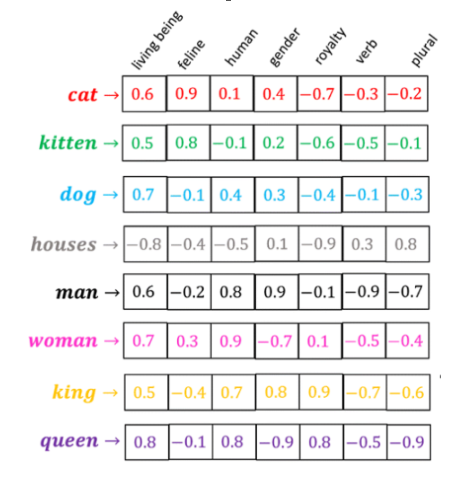 living being feline human gender royalty verb plural
cat → 0.6 0.9 0.1 0.4 −0.7 −0.3 −0.2
kitten → 0.5 0.8 −0.1 0.2 −0.6 −0.5 −0.1
dog → 0.7 −0.1 0.4 0.3 −0.4 −0.1 −0.3
houses → −0.8 −0.4 −0.5 0.1 −0.9 0.3 0.8
man → 0.6 −0.2 0.8 0.9 −0.1 −0.9 −0.7
woman → 0.7 0.3 0.9 −0.7 0.1 −0.5 −0.4
king → 0.5 −0.4 0.7 0.8 0.9 −0.7 −0.6
queen → 0.8 −0.1 0.8 −0.9 0.8 −0.5 −0.9